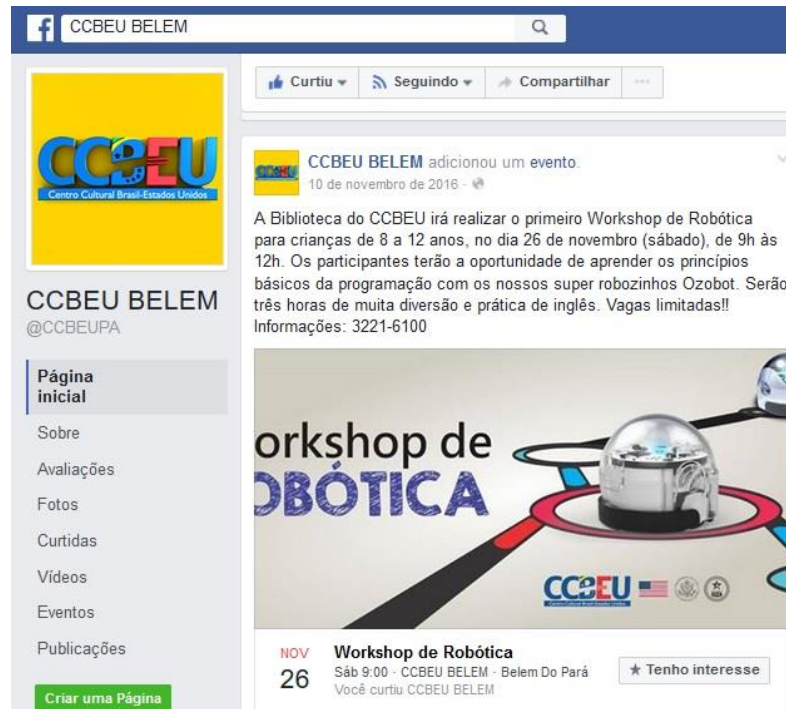 CCBEU BELEM
Curtiu
Seguindo
Compartilhar
CCBEU
Centro Cultural Brasil-Estados Unidos
CCBEU BELEM
@CCBEUPA
Página
inicial
Sobre
Avaliações
Fotos
Curtidas
Vídeos
Eventos
Publicações
Criar uma Página
CCBEU BELEM adicionou um evento.
10 de novembro de 2016 ·
A Biblioteca do CCBEU irá realizar o primeiro Workshop de Robótica
para crianças de 8 a 12 anos, no dia 26 de novembro (sábado), de 9h às
12h. Os participantes terão a oportunidade de aprender os princípios
básicos da programação com os nossos super robozinhos Ozobot. Serão
três horas de muita diversão e prática de inglês. Vagas limitadas!!
Informações: 3221-6100
orkshop de
OBÓTICA
CCBEU
Centro Cultural Brasil-Estados Unidos
NOV
26
Workshop de Robótica
Sáb 9:00 · CCBEU BELEM · Belem Do Pará
Você curtiu CCBEU BELEM
Tenho interesse